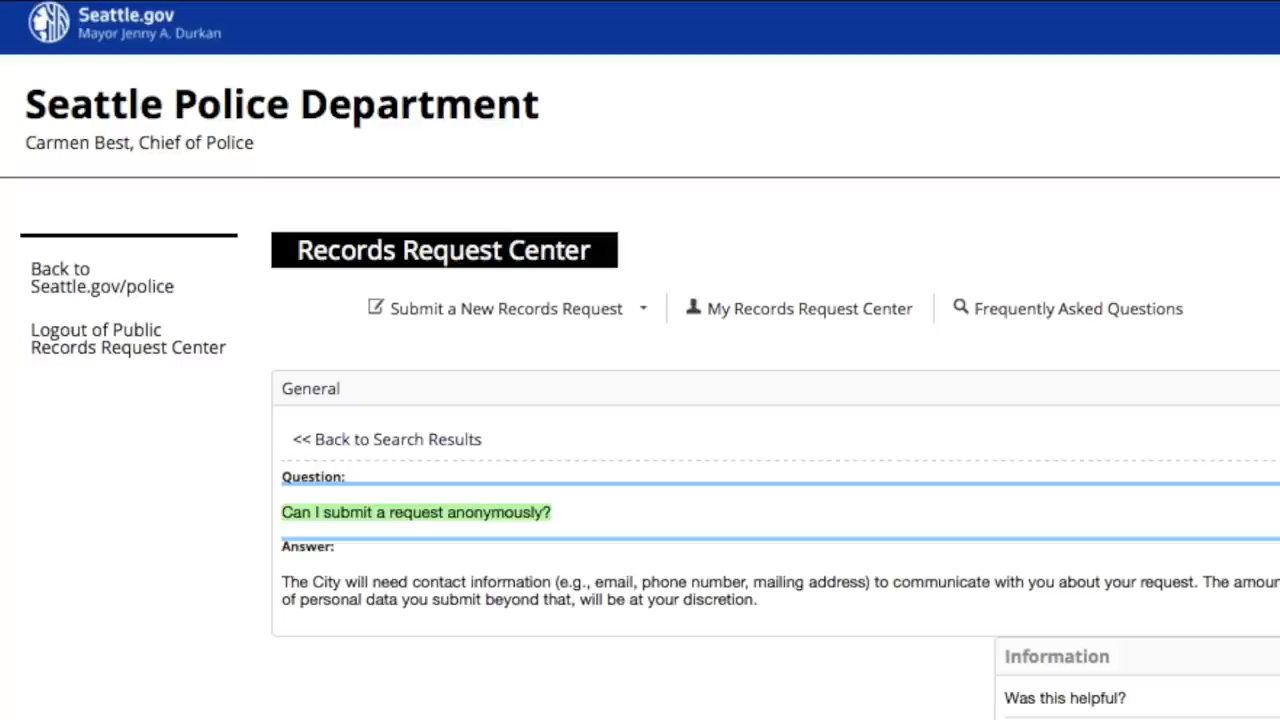 Seattle.gov
Mayor Jenny A. Durkan
Seattle Police Department
Carmen Best, Chief of Police
Back to
Seattle.gov/police
Logout of Public
Records Request Center
Records Request Center
Submit a New Records Request
My Records Request Center
Frequently Asked Questions
General
<< Back to Search Results
Question:
Can I submit a request anonymously?
Answer:
The City will need contact information (e.g., email, phone number, mailing address) to communicate with you about your request. The
of personal data you submit beyond that, will be at your discretion.
Information
Was this helpful?